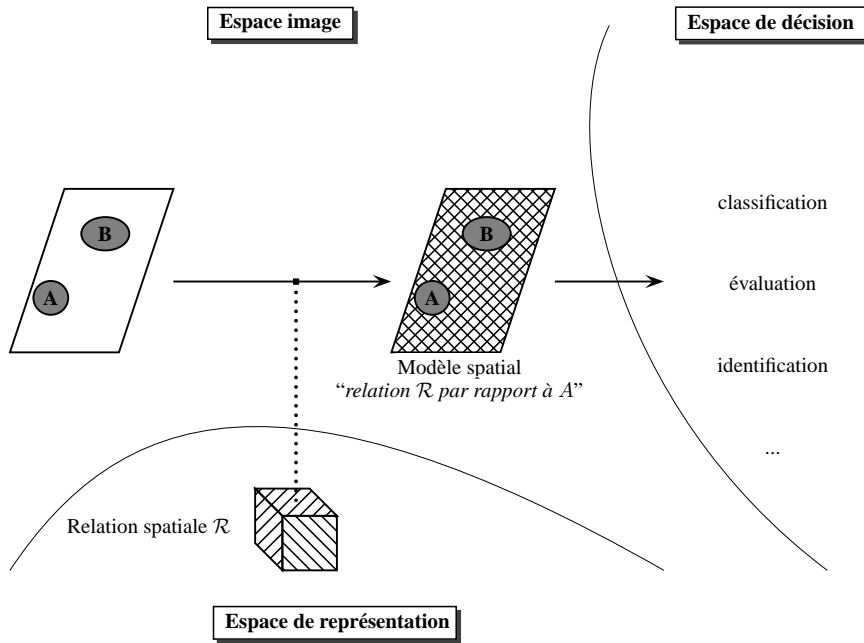 Espace image
Espace de décision
B
A
B
A
classification
évaluation
identification
...
Modèle spatial
“relation ℛ par rapport à A”
Relation spatiale ℛ
Espace de représentation